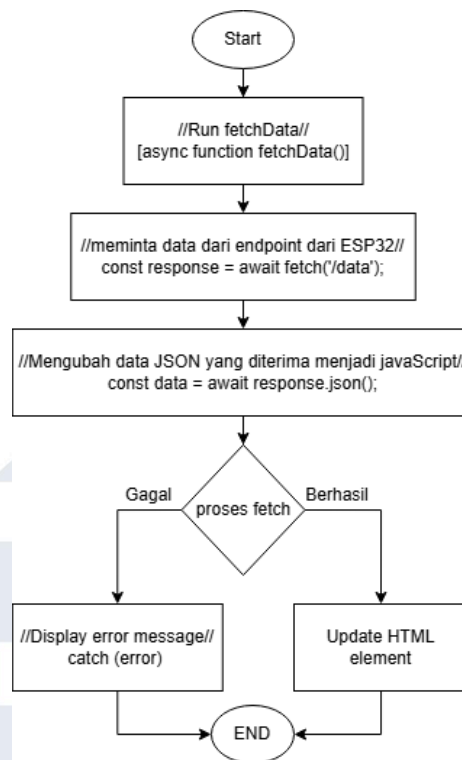 Start
//Run fetchData//
[async function fetchData()]
//meminta data dari endpoint dari ESP32//
const response = await fetch('/data');
//Mengubah data JSON yang diterima menjadi javaScript//
const data = await response.json();
Gagal
Berhasil
proses fetch
//Display error message//
catch (error)
Update HTML
element
END